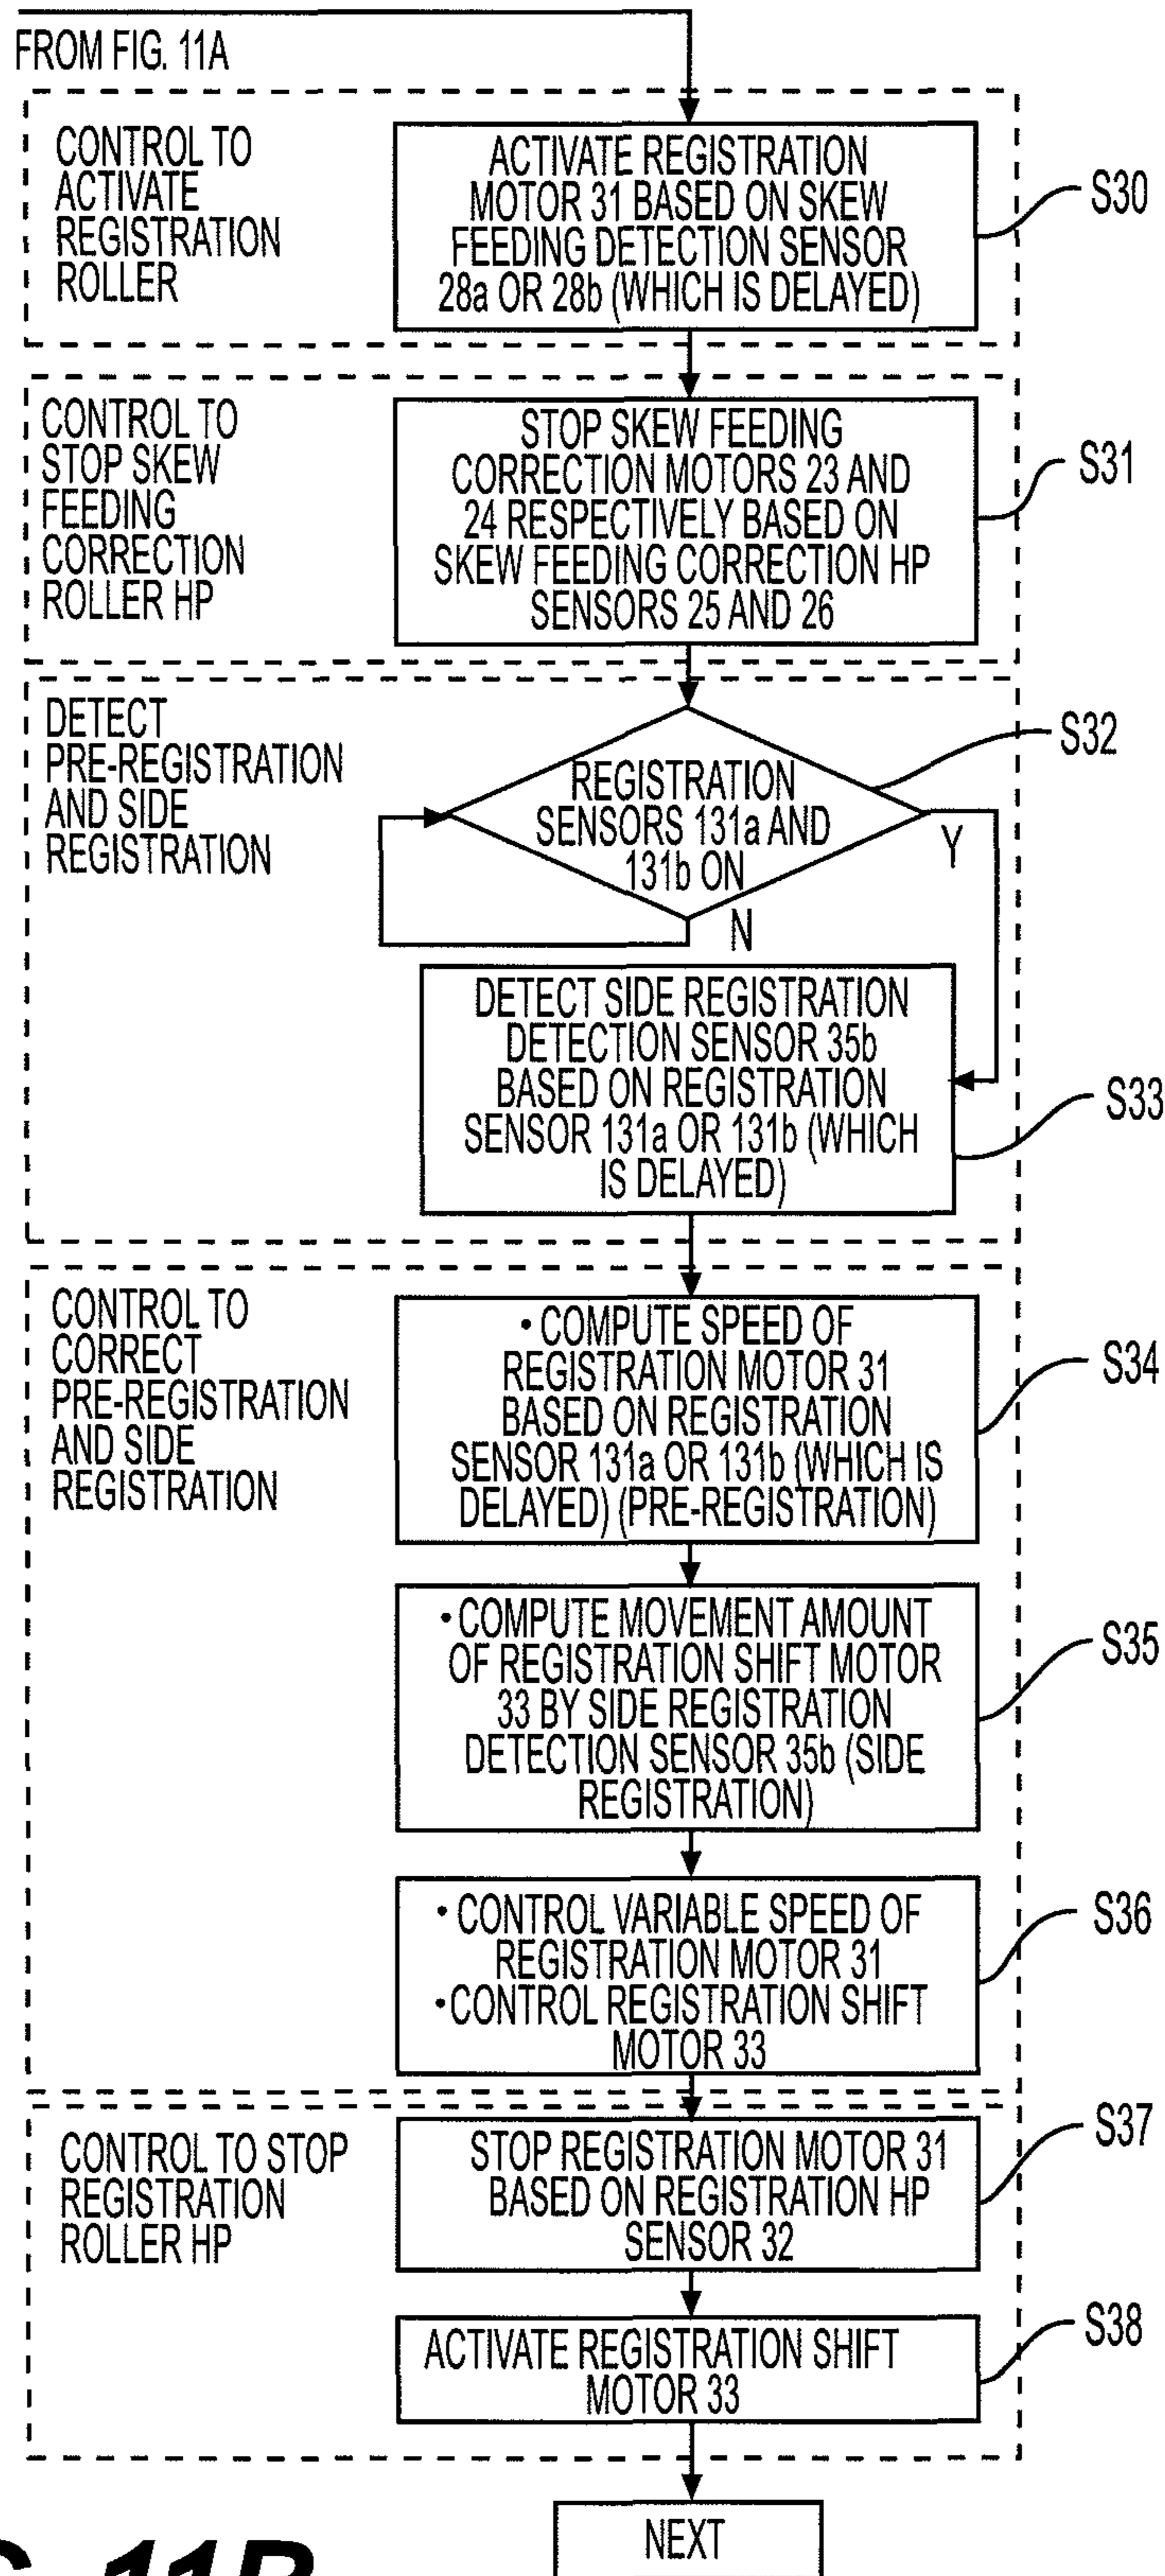 FROM FIG. 11A
CONTROL TO
ACTIVATE
REGISTRATION
ROLLER
ACTIVATE REGISTRATION
MOTOR 31 BASED ON SKEW
FEEDING DETECTION SENSOR
28a OR 28b (WHICH IS DELAYED)
S30
CONTROL TO
STOP SKEW
FEEDING
CORRECTION
ROLLER HP
STOP SKEW FEEDING
CORRECTION MOTORS 23 AND
24 RESPECTIVELY BASED ON
SKEW FEEDING CORRECTION HP
SENSORS 25 AND 26
S31
DETECT
PRE-REGISTRATION
AND SIDE
REGISTRATION
REGISTRATION
SENSORS 131a AND
131b ON
S32
Y
N
DETECT SIDE REGISTRATION
DETECTION SENSOR 35b
BASED ON REGISTRATION
SENSOR 131a OR 131b (WHICH
IS DELAYED)
S33
CONTROL TO
CORRECT
PRE-REGISTRATION
AND SIDE
REGISTRATION
• COMPUTE SPEED OF
REGISTRATION MOTOR 31
BASED ON REGISTRATION
SENSOR 131a OR 131b (WHICH IS
DELAYED) (PRE-REGISTRATION)
S34
• COMPUTE MOVEMENT AMOUNT
OF REGISTRATION SHIFT MOTOR
33 BY SIDE REGISTRATION
DETECTION SENSOR 35b (SIDE
REGISTRATION)
S35
• CONTROL VARIABLE SPEED OF
REGISTRATION MOTOR 31
• CONTROL REGISTRATION SHIFT
MOTOR 33
S36
CONTROL TO STOP
REGISTRATION
ROLLER HP
STOP REGISTRATION MOTOR 31
BASED ON REGISTRATION HP
SENSOR 32
S37
ACTIVATE REGISTRATION SHIFT
MOTOR 33
S38
NEXT
11B